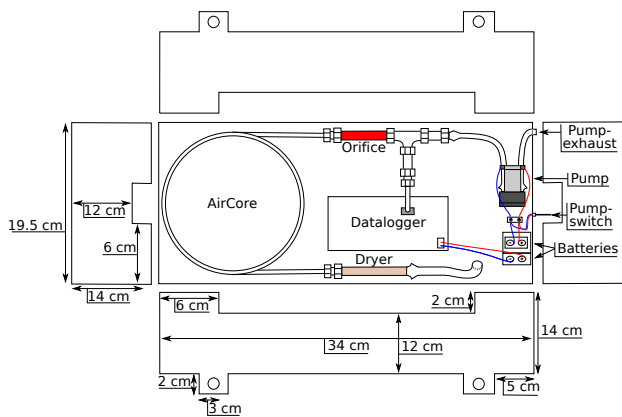 Orifice
Pump-
exhaust
AirCore
Pump
12 cm
19.5 cm
Datalogger
Pump-
switch
6 cm
Batteries
Dryer
14 cm
6 cm
2 cm
14 cm
34 cm
12 cm
2 cm
5 cm
3 cm